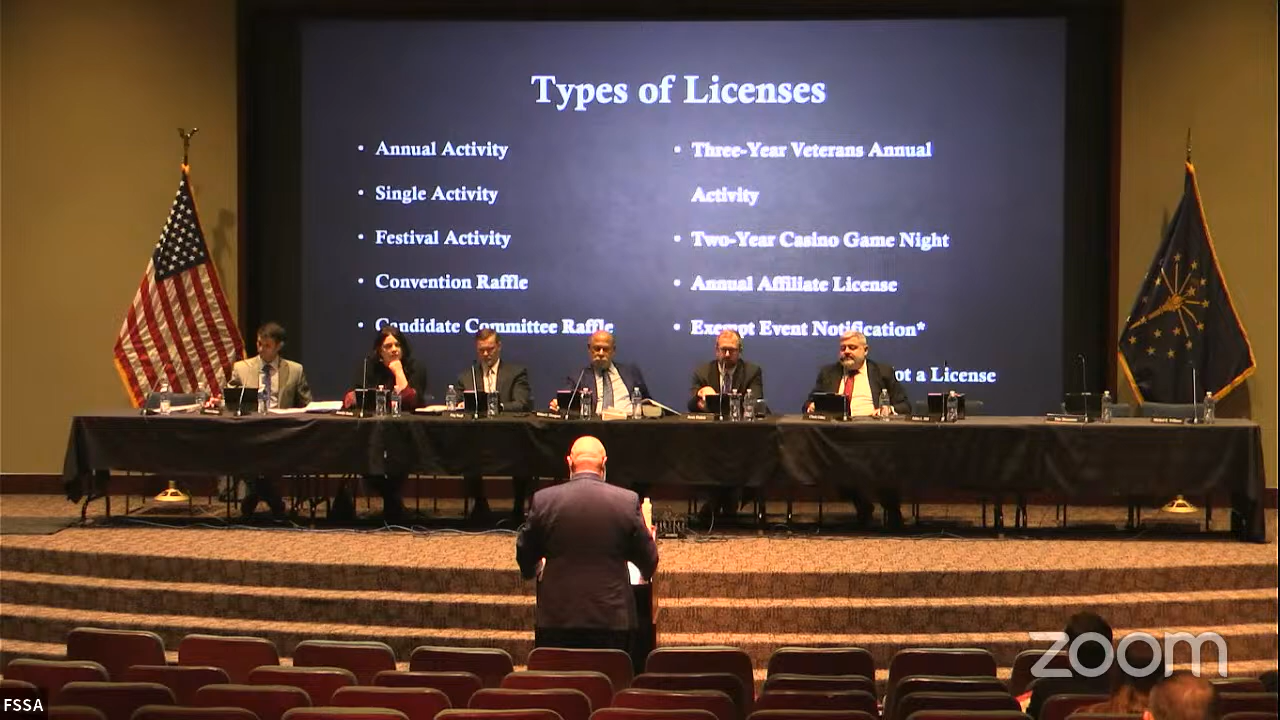 Types of Licenses
• Annual Activity
• Single Activity
• Festival Activity
• Convention Raffle
• Candidate Committee Raffle
• Three-Year Veterans Annual
Activity
• Two-Year Casino Game Night
• Annual Affiliate License
• Exempt Event Notification*
a License
zoom
FSSA